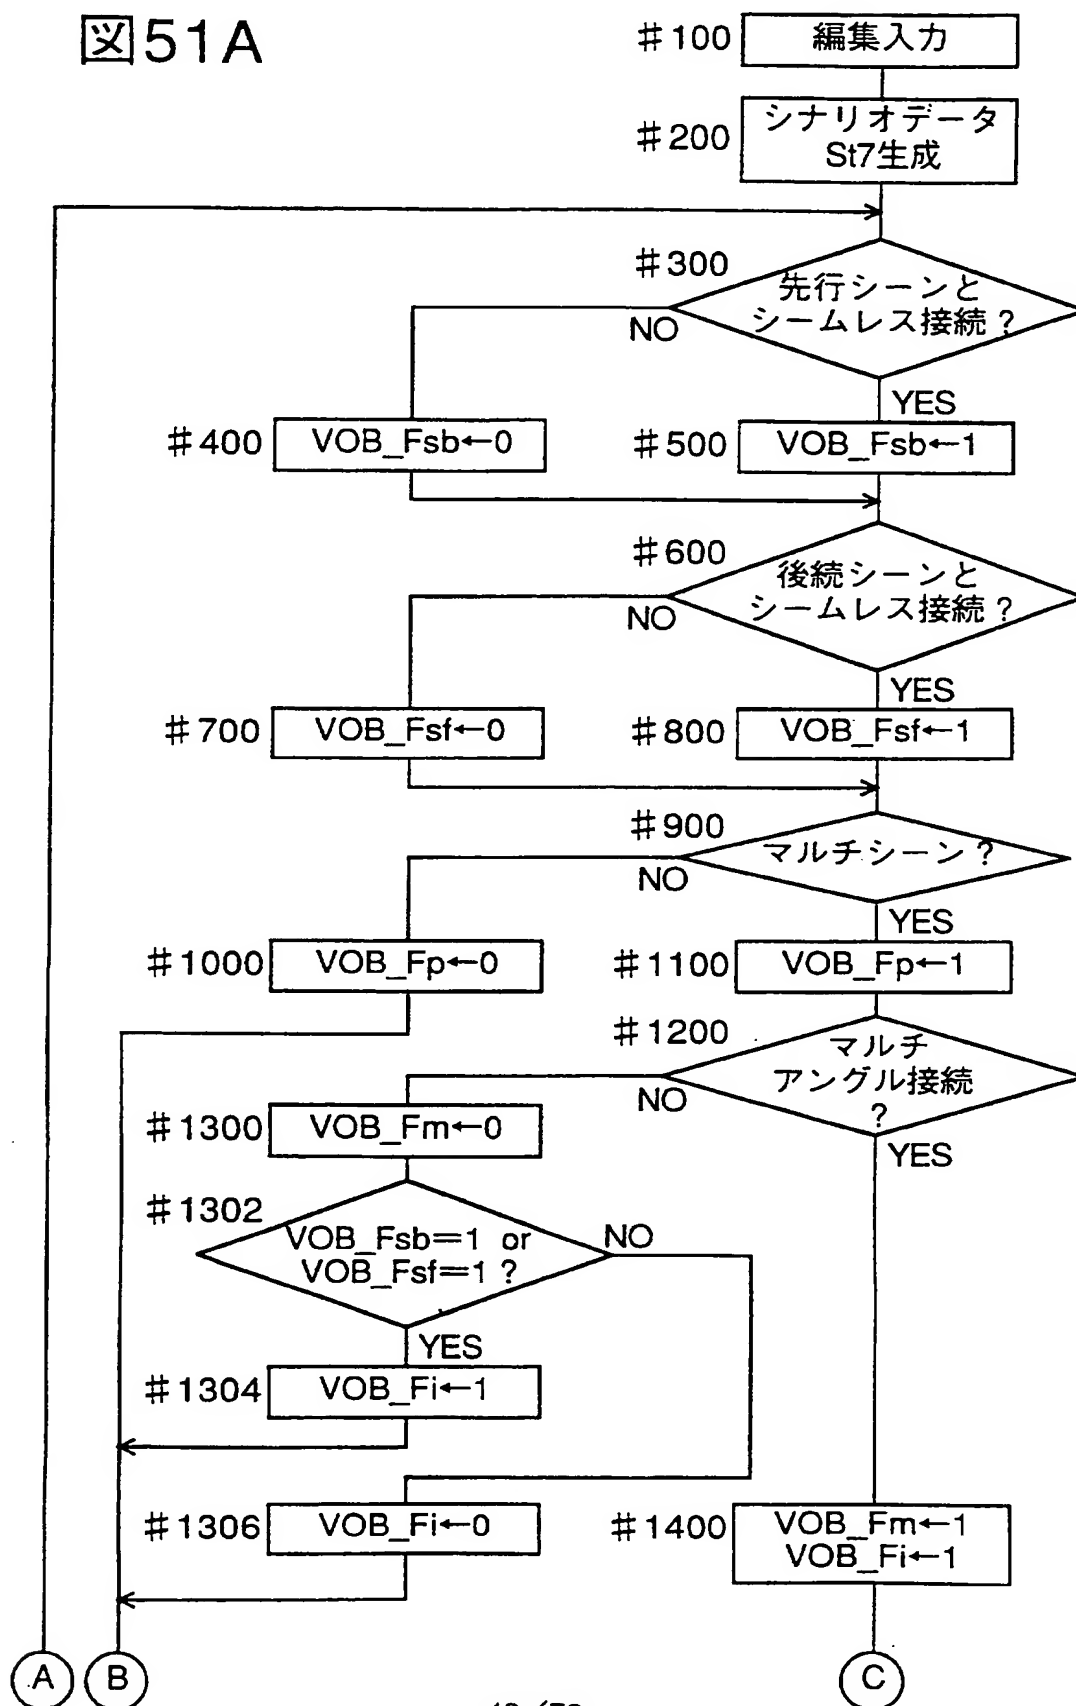 図51A
#100
編集入力
#200
シナリオデータ
St7生成
#300
先行シーンと
シームレス接続?
NO
YES
#400
VOB_Fsb←0
#500
VOB_Fsb←1
#600
後続シーンと
シームレス接続?
NO
YES
#700
VOB_Fsf←0
#800
VOB_Fsf←1
#900
マルチシーン?
NO
YES
#1000
VOB_Fp←0
#1100
VOB_Fp←1
#1200
マルチ
アングル接続
?
NO
YES
#1300
VOB_Fm←0
#1302
VOB_Fsb=1 or
VOB_Fsf=1 ?
NO
YES
#1304
VOB_Fi←1
#1306
VOB_Fi←0
#1400
VOB_Fm←1
VOB_Fi←1
A
B
C